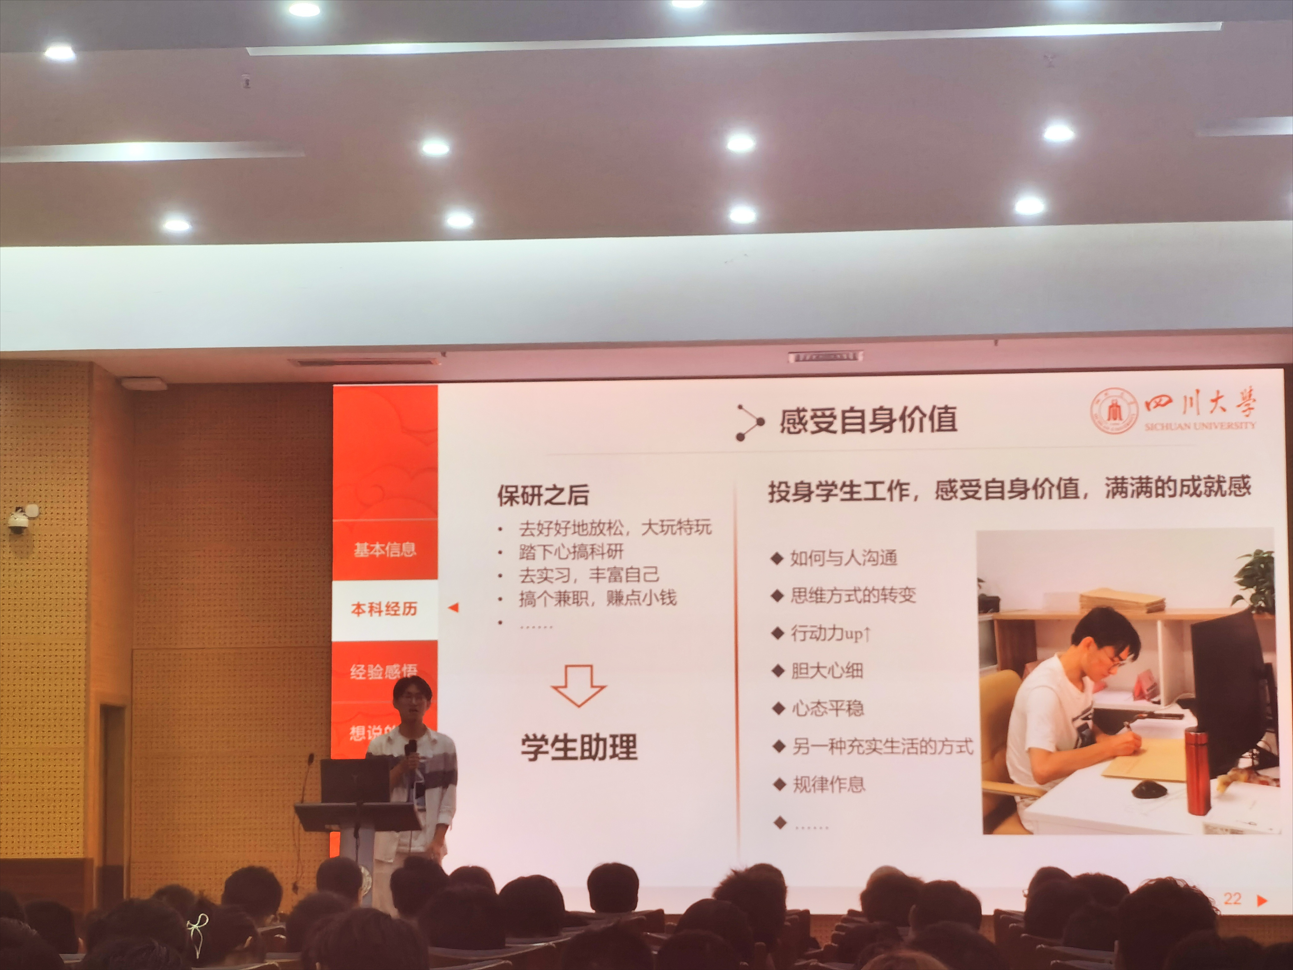 感受自身价值
四川大學
SICHUAN UNIVERSITY
基本信息
本科经历
经验感悟
想说的
保研之后
• 去好好地放松，大玩特玩
• 踏下心搞科研
• 去实习，丰富自己
• 搞个兼职，赚点小钱
• ……
学生助理
投身学生工作，感受自身价值，满满的成就感
◆ 如何与人沟通
◆ 思维方式的转变
◆ 行动力up↑
◆ 胆大心细
◆ 心态平稳
◆ 另一种充实生活的方式
◆ 规律作息
◆ ……
22